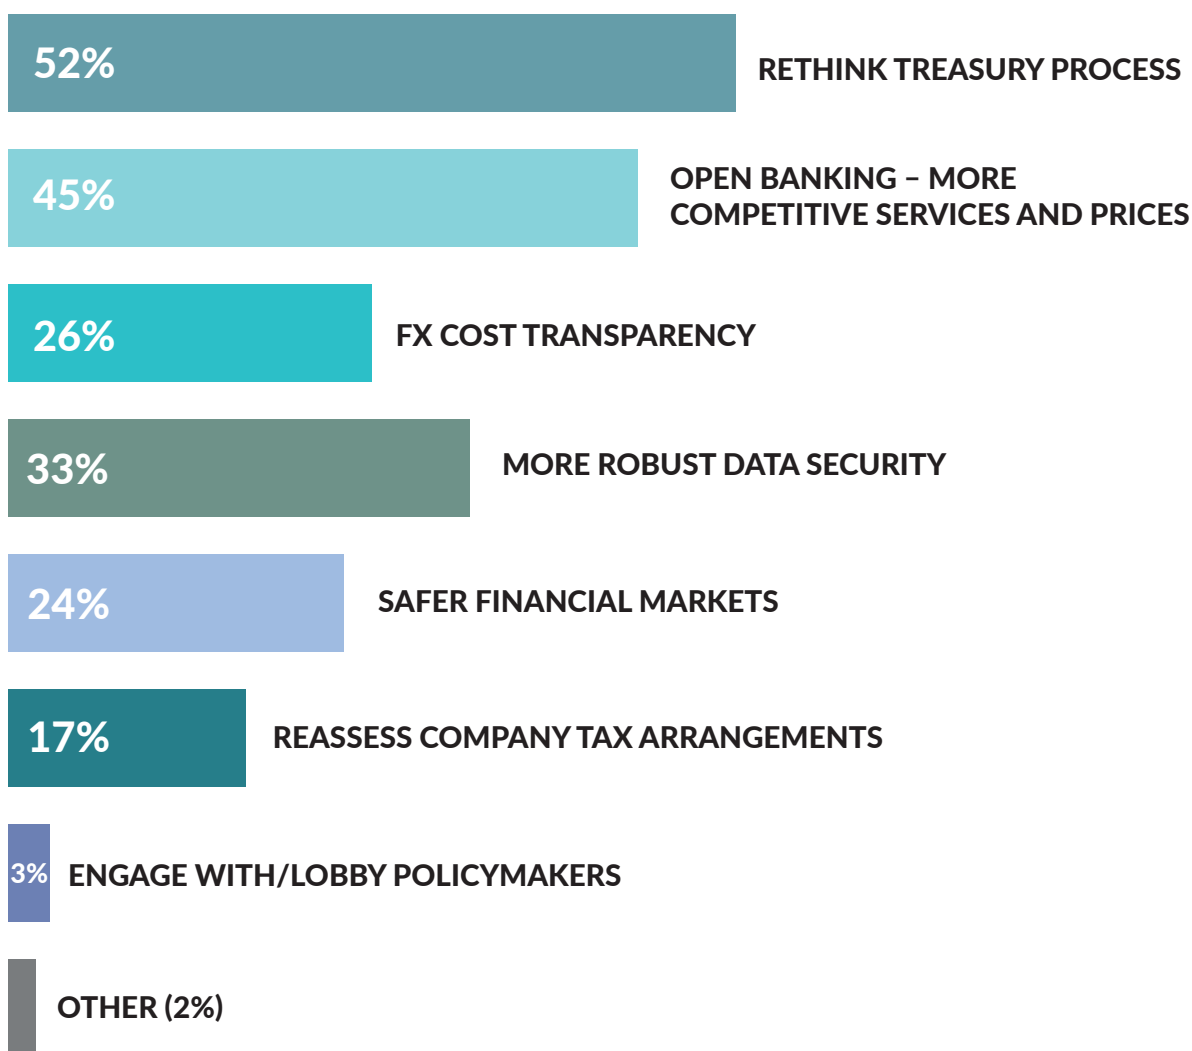 52%
RETHINK TREASURY PROCESS
45%
OPEN BANKING – MORE
COMPETITIVE SERVICES AND PRICES
26%
FX COST TRANSPARENCY
33%
MORE ROBUST DATA SECURITY
24%
SAFER FINANCIAL MARKETS
17%
REASSESS COMPANY TAX ARRANGEMENTS
3%
ENGAGE WITH/LOBBY POLICYMAKERS
OTHER (2%)